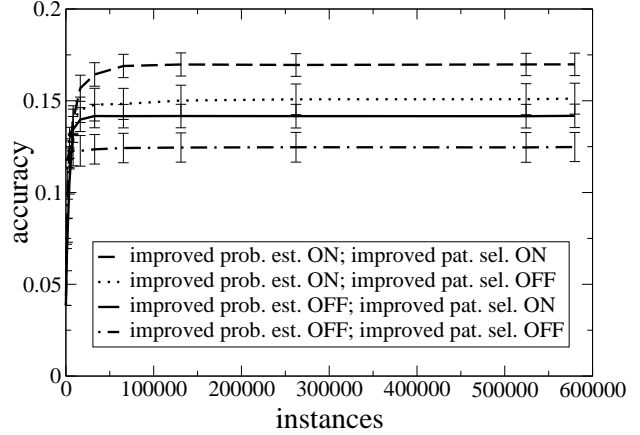 0.2
0.15
0.1
0.05
0
accuracy
improved prob. est. ON; improved pat. sel. ON
improved prob. est. ON; improved pat. sel. OFF
improved prob. est. OFF; improved pat. sel. ON
improved prob. est. OFF; improved pat. sel. OFF
0 100000 200000 300000 400000 500000 600000
instances